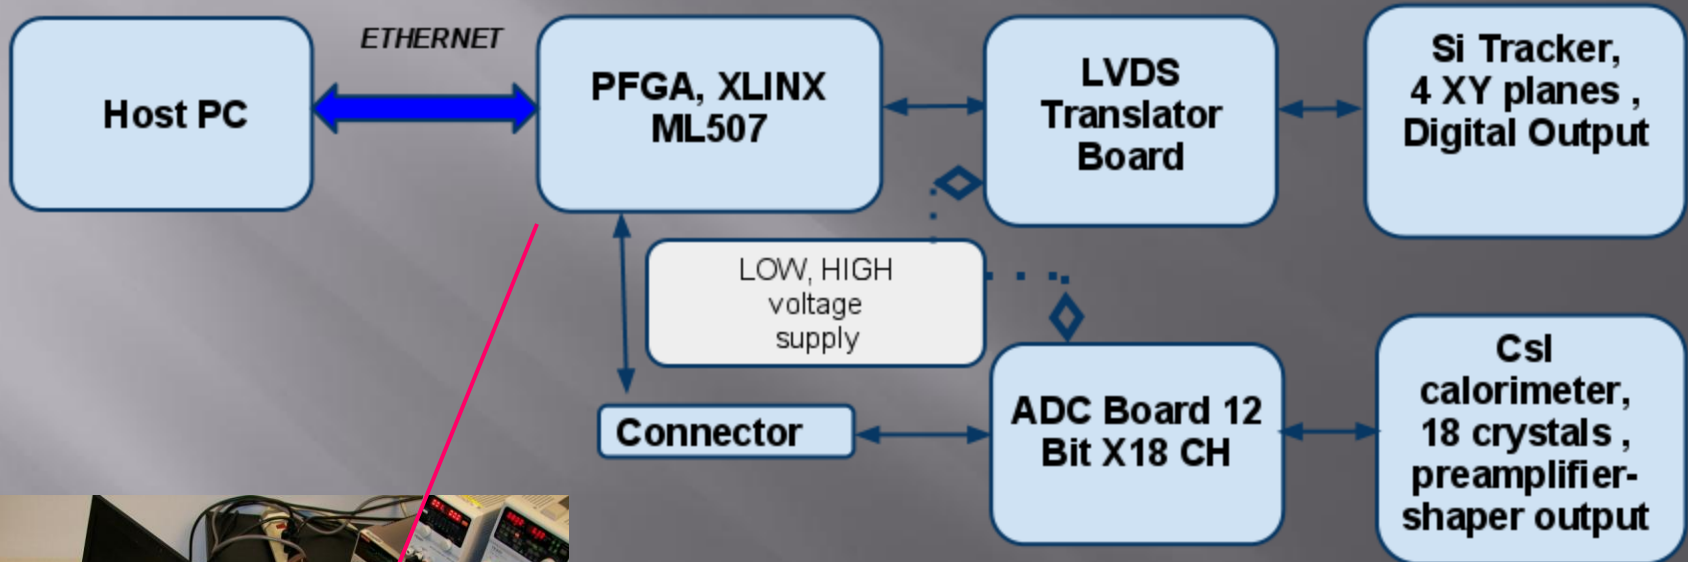 ETHERNET
Host PC
PFGA, XLINX
ML507
LVDS
Translator
Board
Si Tracker,
4 XY planes ,
Digital Output
LOW, HIGH
voltage
supply
Connector
ADC Board 12
Bit X18 CH
CsI
calorimeter,
18 crystals ,
preamplifier-
shaper output